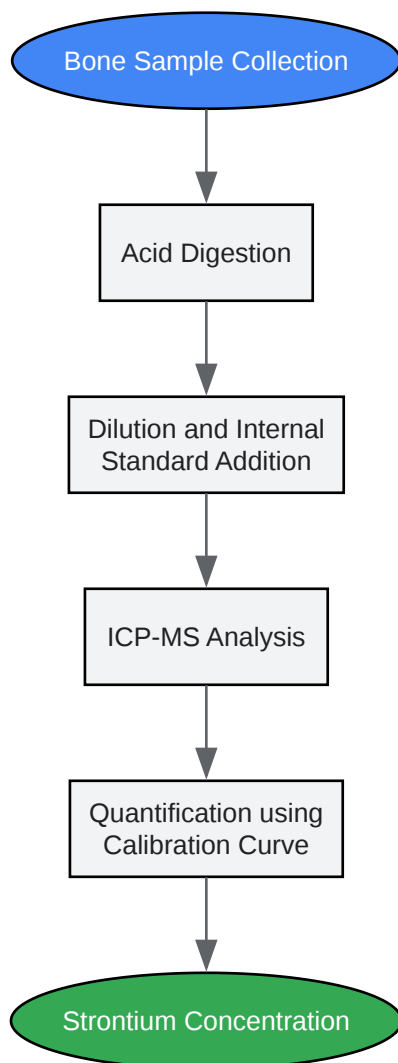 Bone Sample Collection
Acid Digestion
Dilution and Internal
Standard Addition
ICP-MS Analysis
Quantification using
Calibration Curve
Strontium Concentration